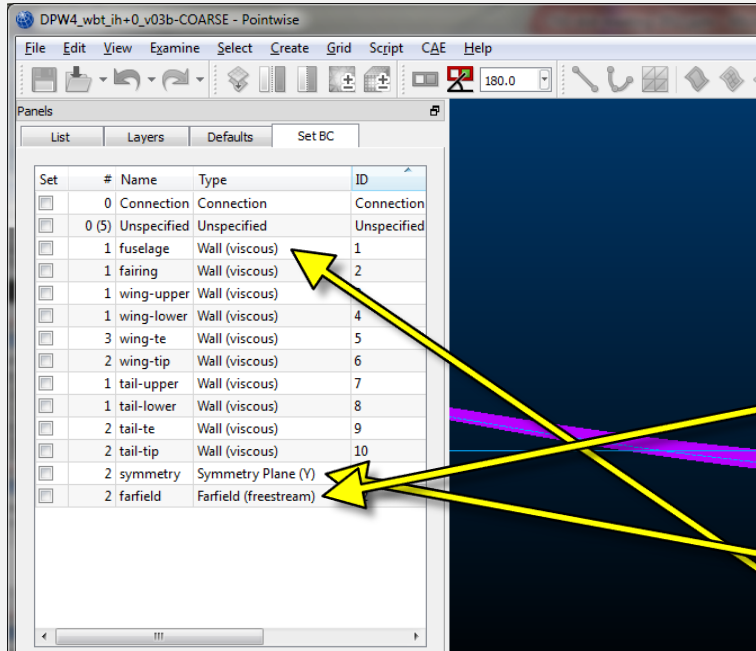 DPW4_wbt_ih+0_v03b-COARSE - Pointwise
File Edit View Examine Select Create Grid Script CAE Help
180.0
Panels
List Layers Defaults Set BC
Set # Name Type ID
0 Connection Connection Connection
0 (5) Unspecified Unspecified Unspecified
1 fuselage Wall (viscous) 1
1 fairing Wall (viscous) 2
1 wing-upper Wall (viscous)
1 wing-lower Wall (viscous) 4
3 wing-te Wall (viscous) 5
2 wing-tip Wall (viscous) 6
1 tail-upper Wall (viscous) 7
1 tail-lower Wall (viscous) 8
2 tail-te Wall (viscous) 9
2 tail-tip Wall (viscous) 10
2 symmetry Symmetry Plane (Y)
2 farfield Farfield (freestream)